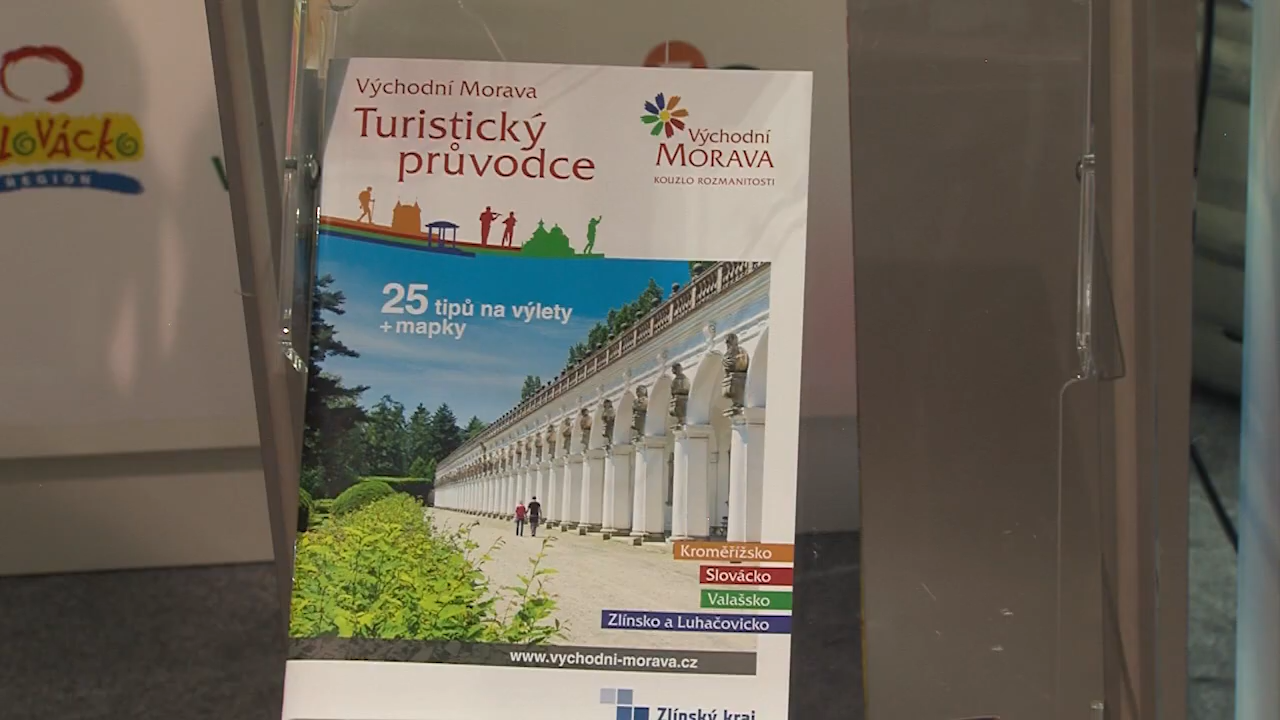 Východní Morava
Turistický
průvodce
Východní
MORAVA
KOUZLO ROZMANITOSTI
25 tipů na výlety
+ mapky
Kroměřížsko
Slovácko
Valašsko
Zlínsko a Luhačovicko
www.vychodni-morava.cz
Zlínský kraj
lovácko
REGION